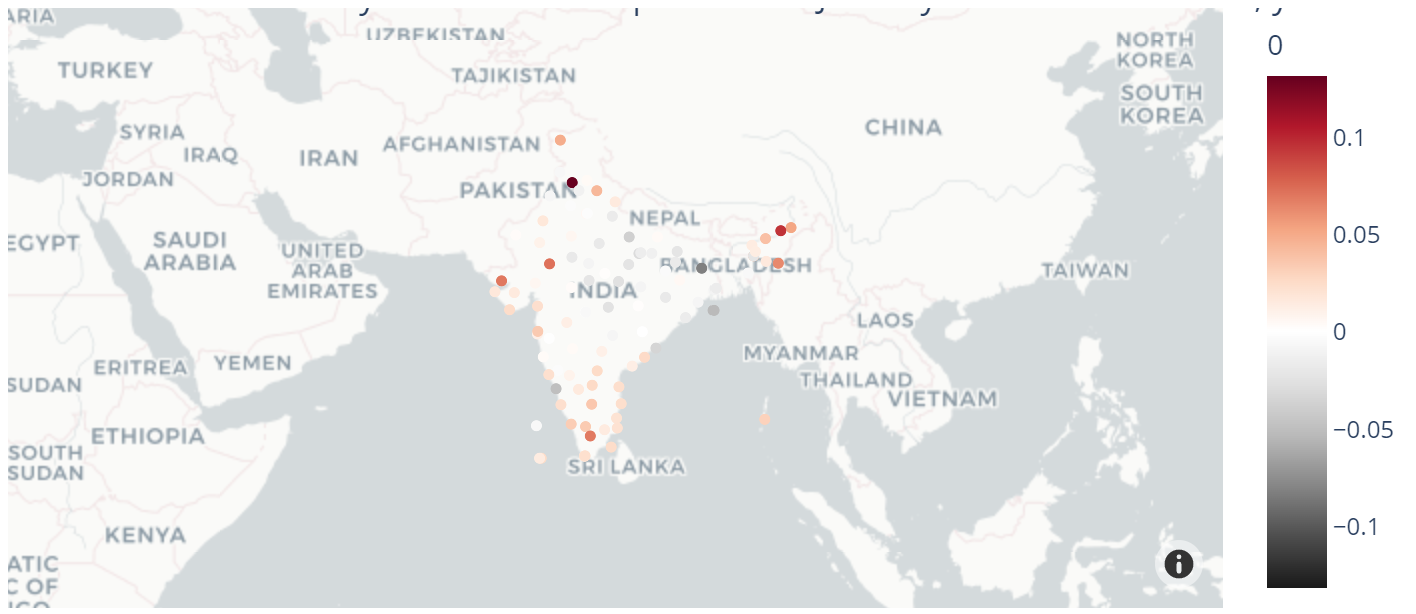 ARIA
UZBEKISTAN
TURKEY
TAJIKISTAN
NORTH
KOREA
SOUTH
KOREA
SYRIA
IRAQ
IRAN
AFGHANISTAN
CHINA
JORDAN
PAKISTAN
EGYPT
SAUDI
ARABIA
UNITED
ARAB
EMIRATES
NEPAL
BANGLADESH
TAIWAN
INDIA
LAOS
ERITREA
YEMEN
MYANMAR
SUDAN
THAILAND
VIETNAM
ETHIOPIA
SOUTH
SUDAN
SRI LANKA
KENYA
ATIC
C OF
NGO
0
0.1
0.05
0
−0.05
−0.1